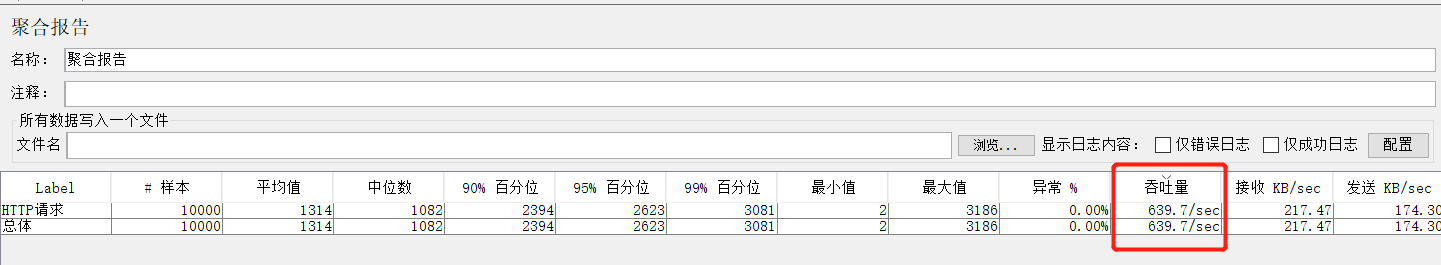 聚合报告
名称： 聚合报告
注释：
所有数据写入一个文件
文件名 浏览... 显示日志内容： 仅错误日志 仅成功日志 配置
Label # 样本 平均值 中位数 90% 百分位 95% 百分位 99% 百分位 最小值 最大值 异常 % 吞吐量 接收 KB/sec 发送 KB/sec
HTTP请求 10000 1314 1082 2394 2623 3081 2 3186 0.00% 639.7/sec 217.47 174.30
总体 10000 1314 1082 2394 2623 3081 2 3186 0.00% 639.7/sec 217.47 174.30